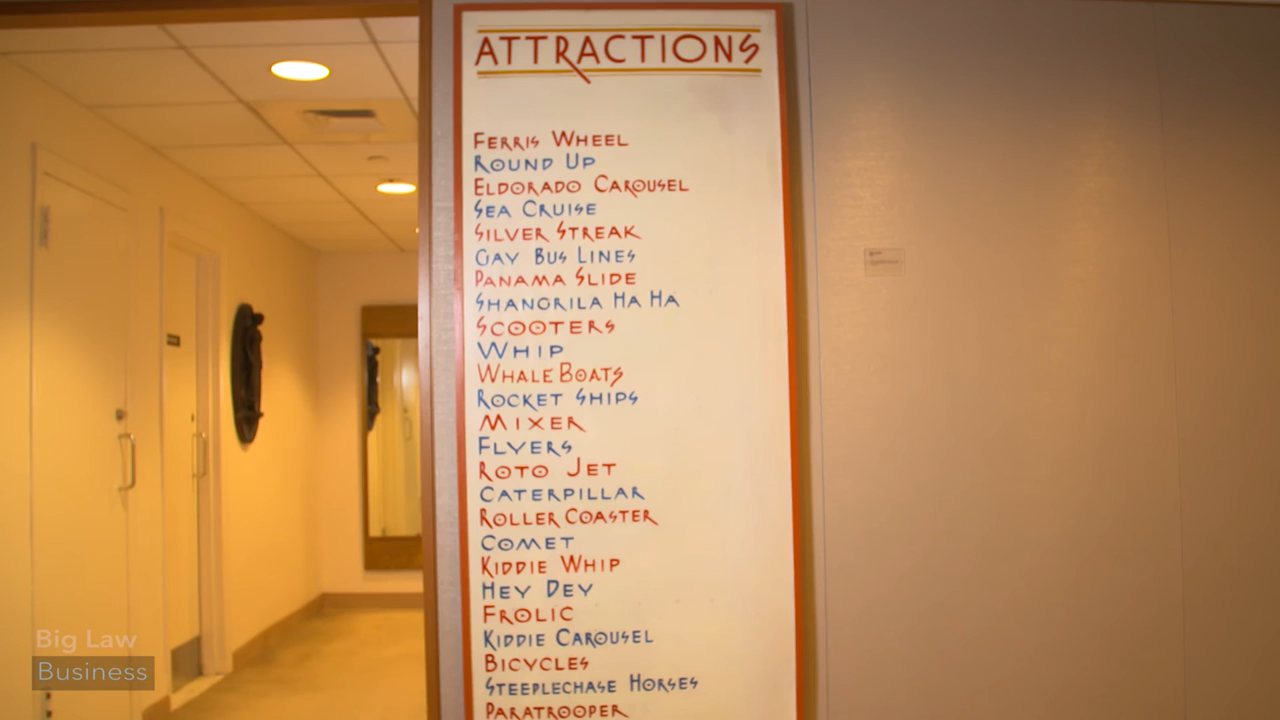 ATTRACTIONS
FERRIS WHEEL
ROUND UP
ELDORADO CAROUSEL
SEA CRUISE
SILVER STREAK
GAY BUS LINES
PANAMA SLIDE
SHANGRILA HA HA
SCOOTERS
WHIP
WHALE BOATS
ROCKET SHIPS
MIXER
FLYERS
ROTO JET
CATERPILLAR
ROLLER COASTER
COMET
KIDDIE WHIP
HEY DEY
FROLIC
KIDDIE CAROUSEL
BICYCLES
STEEPLECHASE HORSES
PARATROOPER
Big Law
Business